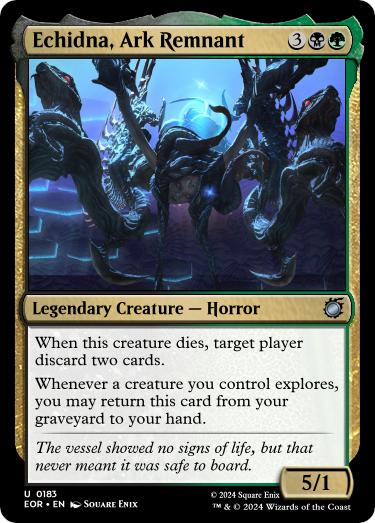 Echidna, Ark Remnant 3
Legendary Creature — Horror
When this creature dies, target player
discard two cards.
Whenever a creature you control explores,
you may return this card from your
graveyard to your hand.
The vessel showed no signs of life, but that
never meant it was safe to board.
5/1
U 0183
EOR • EN Square Enix
© 2024 Square Enix
™ & © 2024 Wizards of the Coast